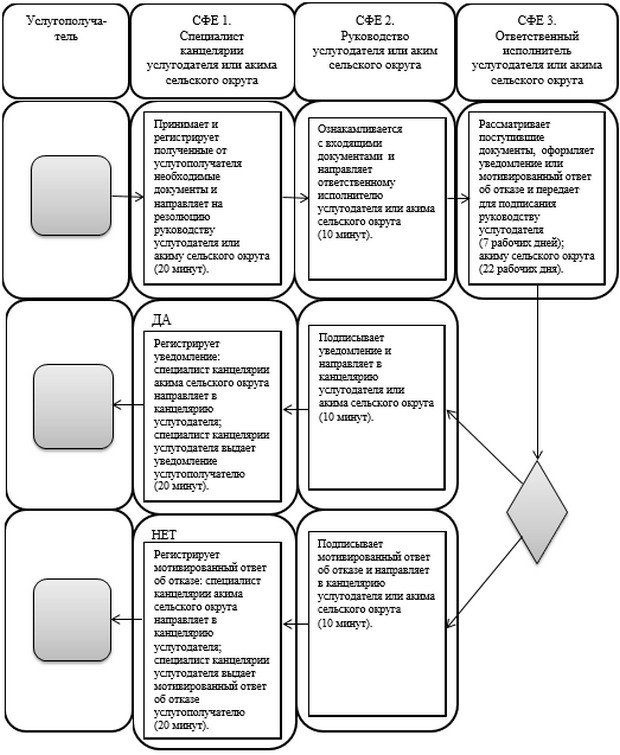 Услугополуча-
тель
СФЕ 1.
Специалист
канцелярии
услугодателя или акима
сельского округа
СФЕ 2.
Руководство
услугодателя или аким
сельского округа
СФЕ 3.
Ответственный
исполнитель
услугодателя или акима
сельского округа
Принимает и
регистрирует
полученные от
услугополучателя
необходимые
документы и
направляет на
резолюцию
руководству
услугодателя или
акиму сельского округа
(20 минут).
Ознакамливается
с входящими
документами и
направляет
ответственному
исполнителю
услугодателя или акима
сельского округа
(10 минут).
Рассматривает
поступившие
документы, оформляет
уведомление или
мотивированный ответ
об отказе и передает
для подписания
руководству
услугодателя
(7 рабочих дней);
акиму сельского округа
(22 рабочих дня).
ДА
Регистрирует
уведомление:
специалист канцелярии
акима сельского округа
направляет в
канцелярию
услугодателя;
специалист канцелярии
услугодателя выдает
уведомление
услугополучателю
(20 минут).
Подписывает
уведомление и
направляет в
канцелярию
услугодателя или
акима сельского округа
(10 минут).
НЕТ
Регистрирует
мотивированный ответ
об отказе: специалист
канцелярии акима
сельского округа
направляет в
канцелярию
услугодателя;
специалист канцелярии
услугодателя выдает
мотивированный ответ
об отказе
услугополучателю
(20 минут).
Подписывает
мотивированный ответ
об отказе и направляет
в канцелярию
услугодателя или акима
сельского округа
(10 минут).